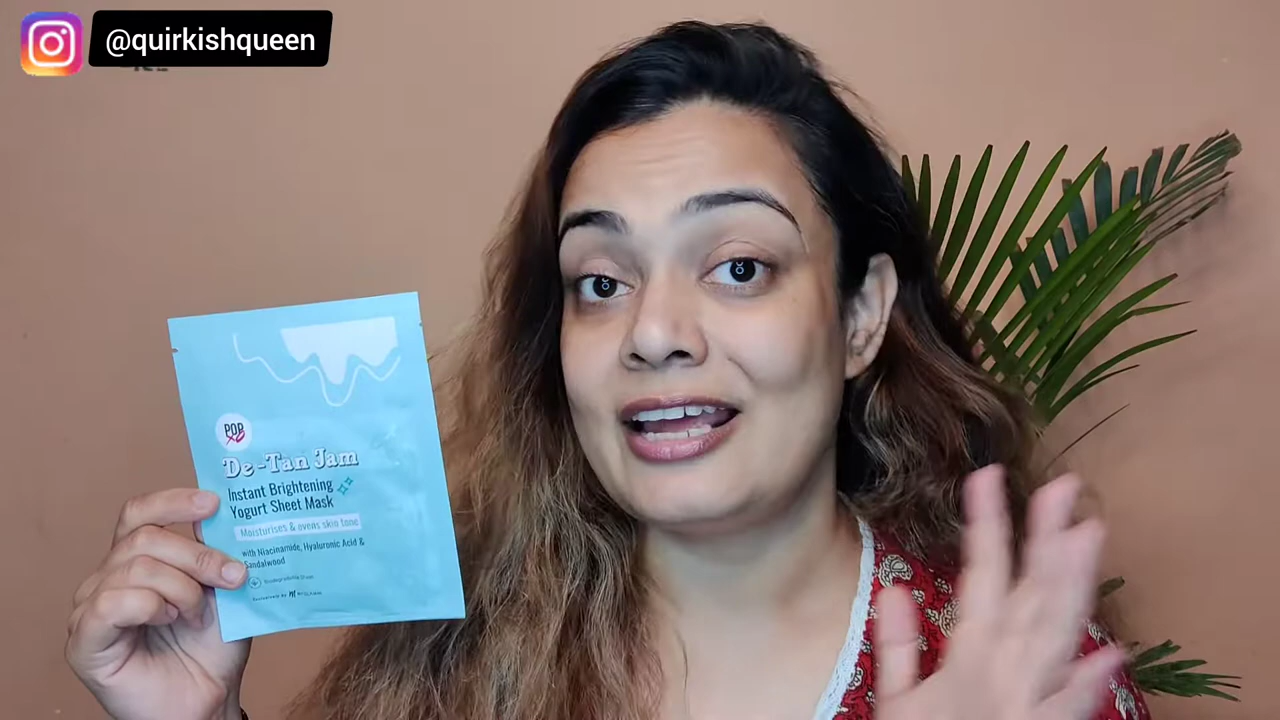 @quirkishqueen
POP
xo
De-Tan Jam
Instant Brightening
Yogurt Sheet Mask
Moisturises & evens skin tone
with Niacinamide, Hyaluronic Acid &
Sandalwood